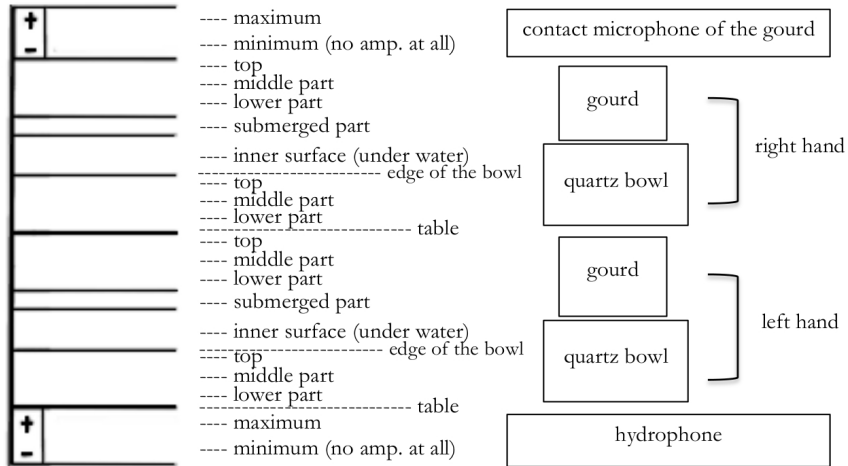 +
-
---- maximum
---- minimum (no amp. at all)
---- top
---- middle part
---- lower part
---- submerged part
---- inner surface (under water)
------------------------- edge of the bowl
---- top
---- middle part
---- lower part
----------------------------- table
---- top
---- middle part
---- lower part
---- submerged part
---- inner surface (under water)
------------------------- edge of the bowl
---- top
---- middle part
---- lower part
----------------------------- table
+
-
---- maximum
---- minimum (no amp. at all)
contact microphone of the gourd
gourd
quartz bowl
right hand
gourd
quartz bowl
left hand
hydrophone